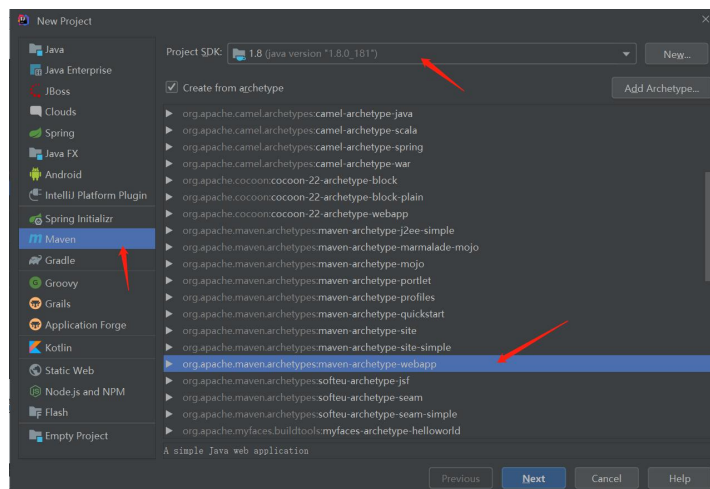 New Project
Java
Java Enterprise
JBoss
Clouds
Spring
Java FX
Android
IntelliJ Platform Plugin
Spring Initializr
Maven
Gradle
Groovy
Grails
Application Forge
Kotlin
Static Web
Node.js and NPM
Flash
Empty Project
Project SDK: 1.8 (java version "1.8.0_181") New...
Create from archetype Add Archetype...
org.apache.camel.archetypes:camel-archetype-java
org.apache.camel.archetypes:camel-archetype-scala
org.apache.camel.archetypes:camel-archetype-spring
org.apache.camel.archetypes:camel-archetype-war
org.apache.cocoon:cocoon-22-archetype-block
org.apache.cocoon:cocoon-22-archetype-block-plain
org.apache.cocoon:cocoon-22-archetype-webapp
org.apache.maven.archetypes:maven-archetype-j2ee-simple
org.apache.maven.archetypes:maven-archetype-marmalade-mojo
org.apache.maven.archetypes:maven-archetype-mojo
org.apache.maven.archetypes:maven-archetype-portlet
org.apache.maven.archetypes:maven-archetype-profiles
org.apache.maven.archetypes:maven-archetype-quickstart
org.apache.maven.archetypes:maven-archetype-site
org.apache.maven.archetypes:maven-archetype-site-simple
org.apache.maven.archetypes:maven-archetype-webapp
org.apache.maven.archetypes:softeu-archetype-jsf
org.apache.maven.archetypes:softeu-archetype-seam
org.apache.maven.archetypes:softeu-archetype-seam-simple
org.apache.myfaces.buildtools:myfaces-archetype-helloworld
A simple Java web application
Previous Next Cancel Help